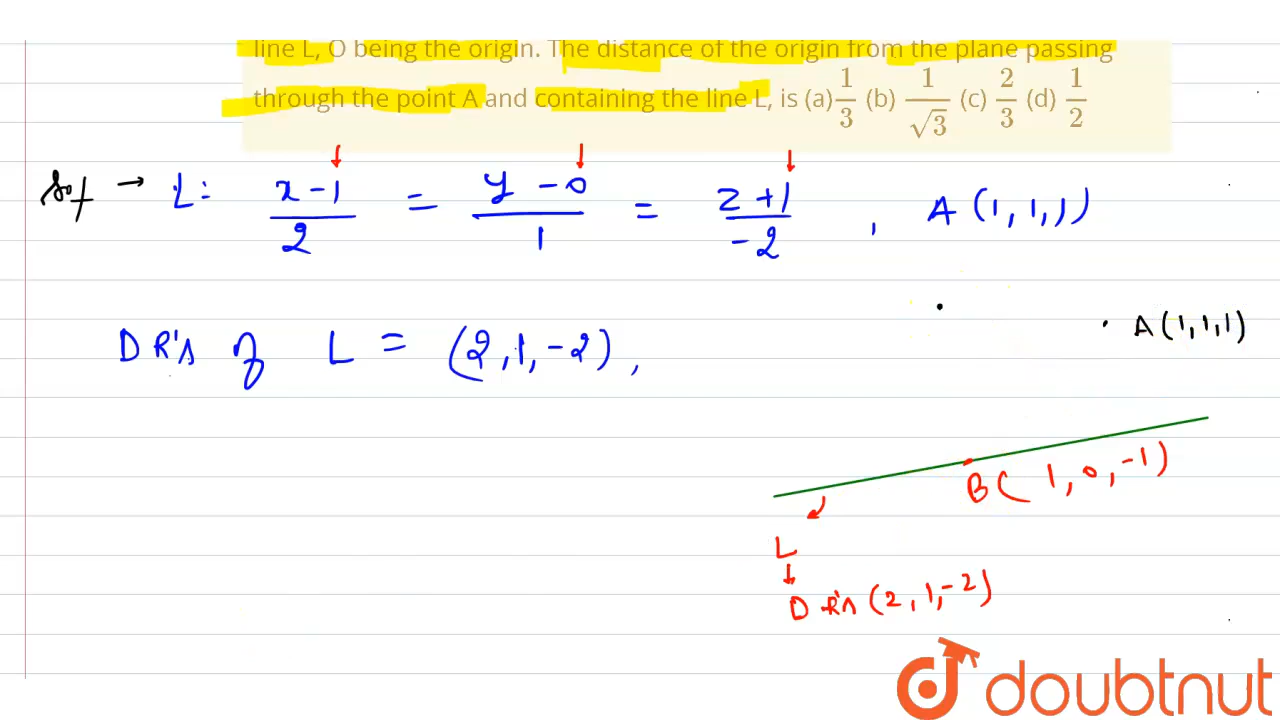 line L, O being the origin. The distance of the origin from the plane passing
through the point A and containing the line L, is (a) 1/3 (b) 1/√3 (c) 2/3 (d) 1/2
Sol → L: (x-1)/2 = (y-0)/1 = (z+1)/-2 , A (1,1,1)
A(1,1,1)
DR's of L = (2,1,-2),
B(1,0,-1)
L
DR's (2,1,-2)
doubtnut